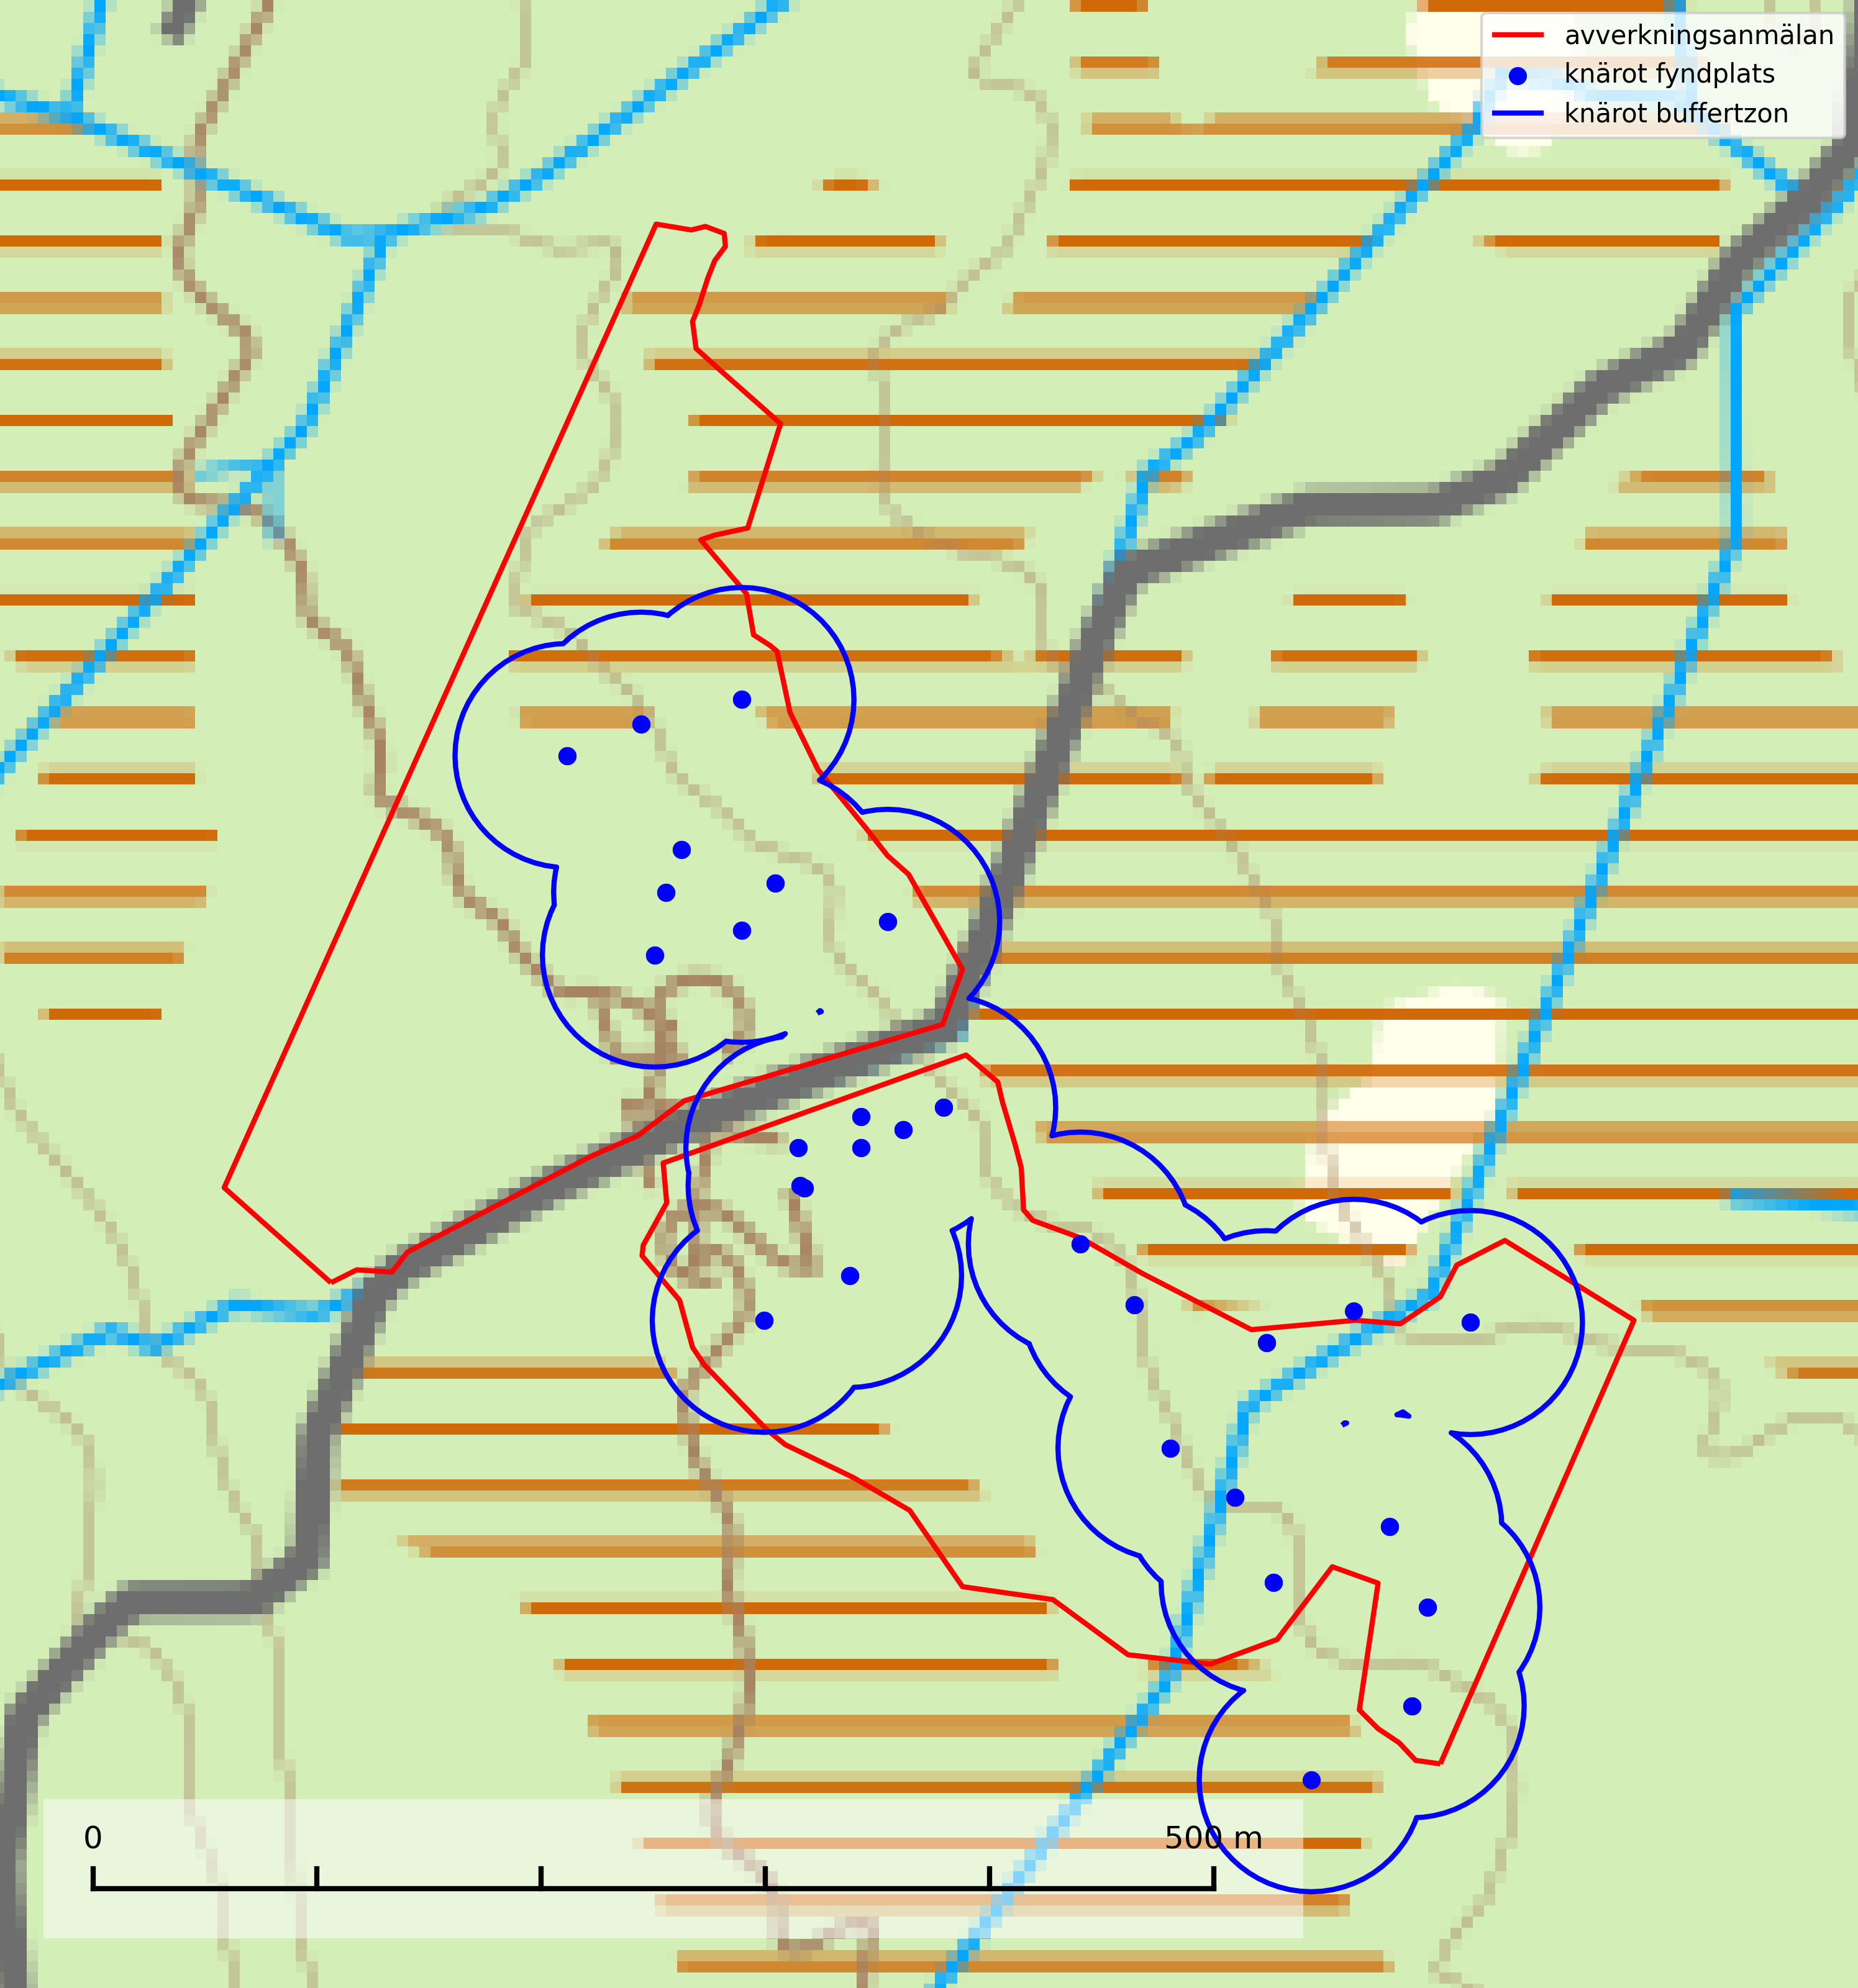 avverkningsanmälan
knärot fyndplats
knärot buffertzon
0 500 m